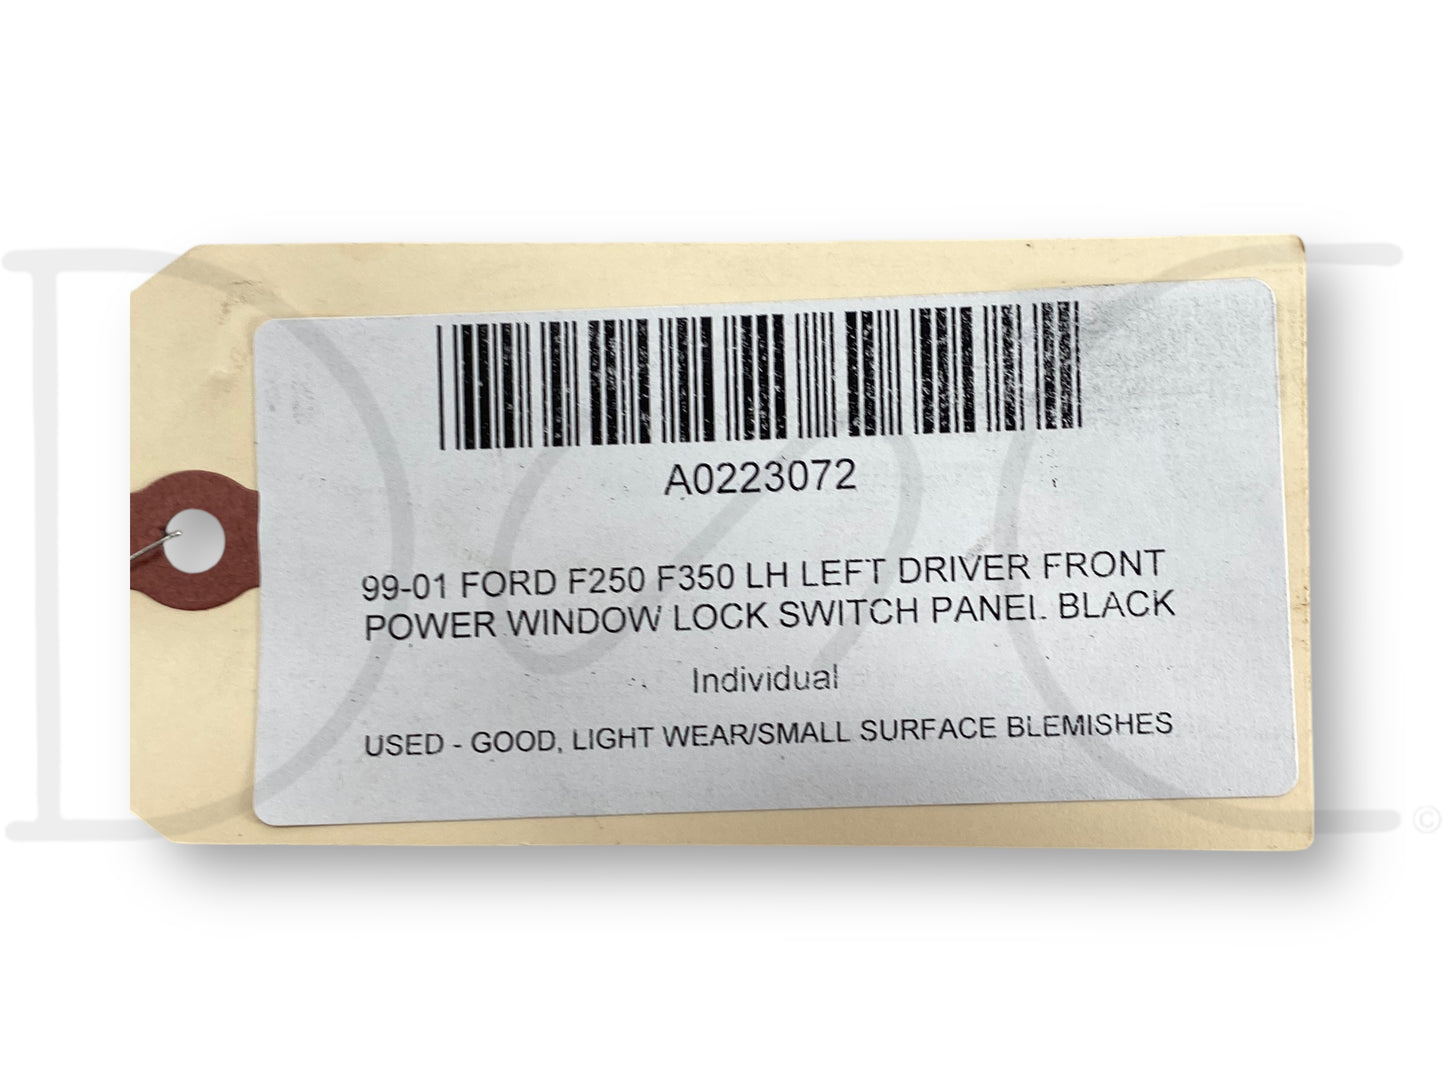 A0223072
99-01 FORD F250 F350 LH LEFT DRIVER FRONT
POWER WINDOW LOCK SWITCH PANEL BLACK
Individual
USED - GOOD, LIGHT WEAR/SMALL SURFACE BLEMISHES
©